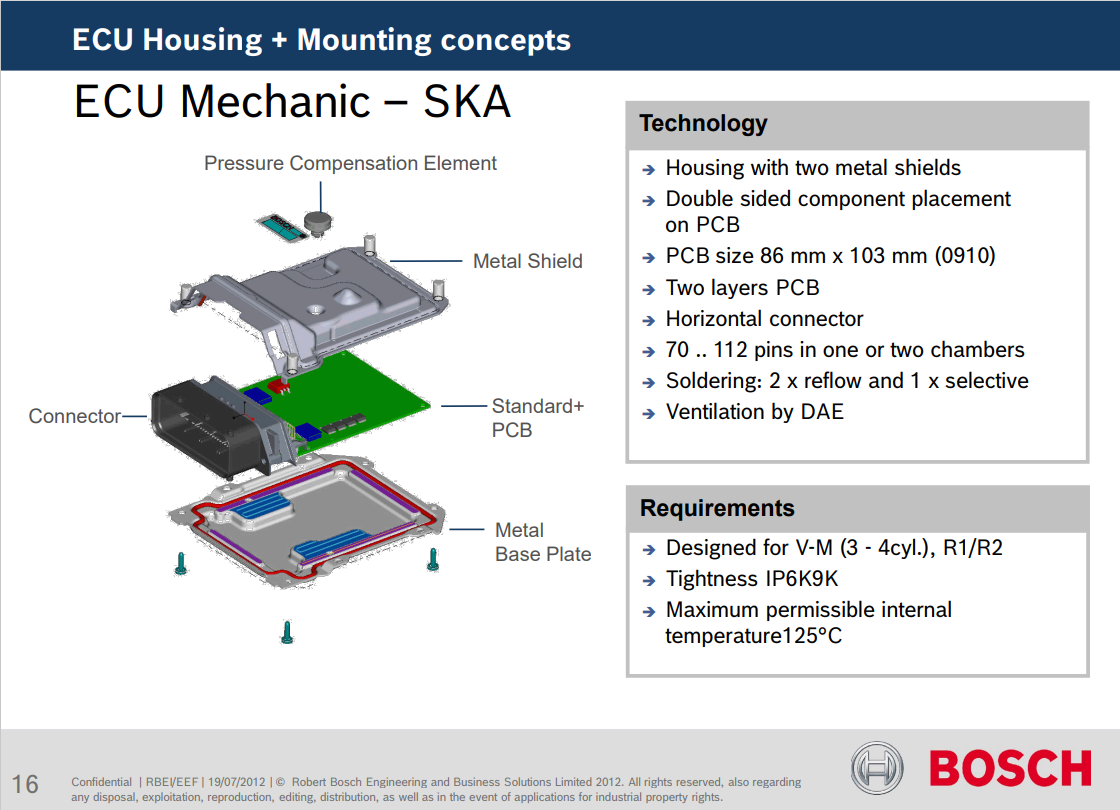 ECU Housing + Mounting concepts
ECU Mechanic – SKA
Pressure Compensation Element
BOSCH
Metal Shield
Connector
Standard+
PCB
Metal
Base Plate
Technology
➔ Housing with two metal shields
➔ Double sided component placement
on PCB
➔ PCB size 86 mm x 103 mm (0910)
➔ Two layers PCB
➔ Horizontal connector
➔ 70 .. 112 pins in one or two chambers
➔ Soldering: 2 x reflow and 1 x selective
➔ Ventilation by DAE
Requirements
➔ Designed for V-M (3 - 4cyl.), R1/R2
➔ Tightness IP6K9K
➔ Maximum permissible internal
temperature125°C
16
Confidential | RBEI/EEF | 19/07/2012 | © Robert Bosch Engineering and Business Solutions Limited 2012. All rights reserved, also regarding
any disposal, exploitation, reproduction, editing, distribution, as well as in the event of applications for industrial property rights.
BOSCH